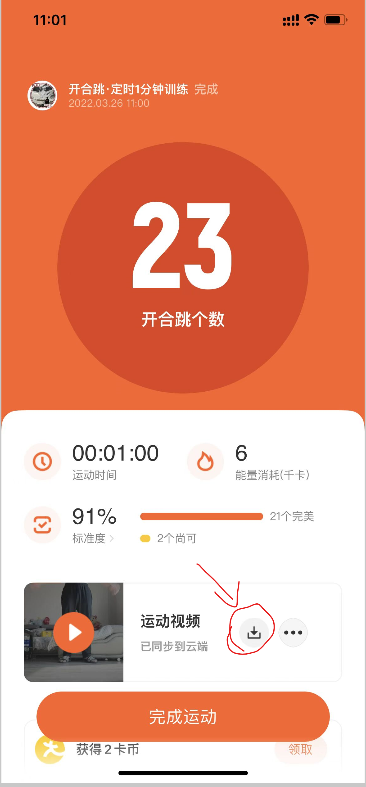 11:01
开合跳·定时1分钟训练 完成
2022.03.26 11:00
23
开合跳个数
00:01:00
运动时间
6
能量消耗(千卡)
91%
标准度
21个完美
2个尚可
运动视频
已同步到云端
完成运动
获得2卡币
领取